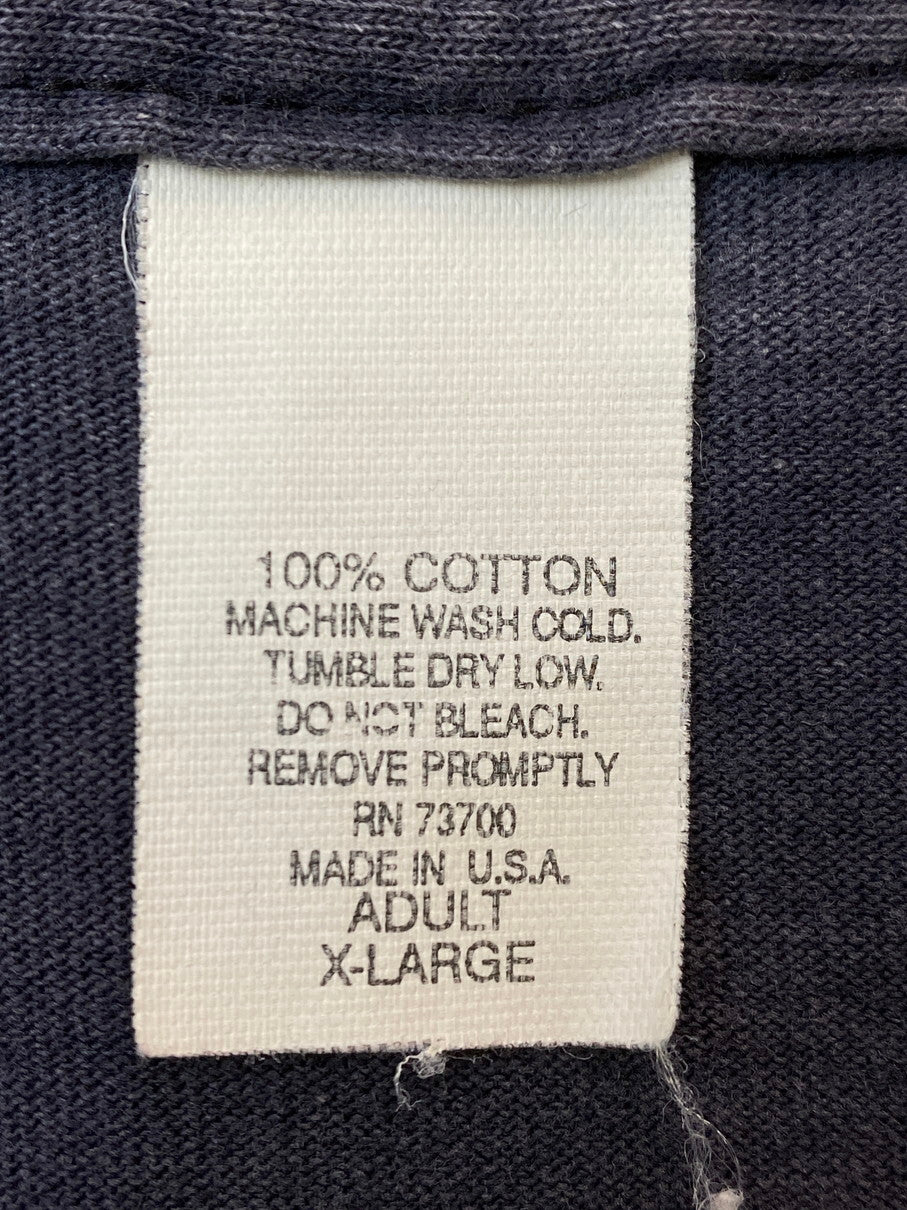 100% COTTON
MACHINE WASH COLD.
TUMBLE DRY LOW.
DO NOT BLEACH.
REMOVE PROMPTLY
RN 73700
MADE IN U.S.A.
ADULT
X-LARGE